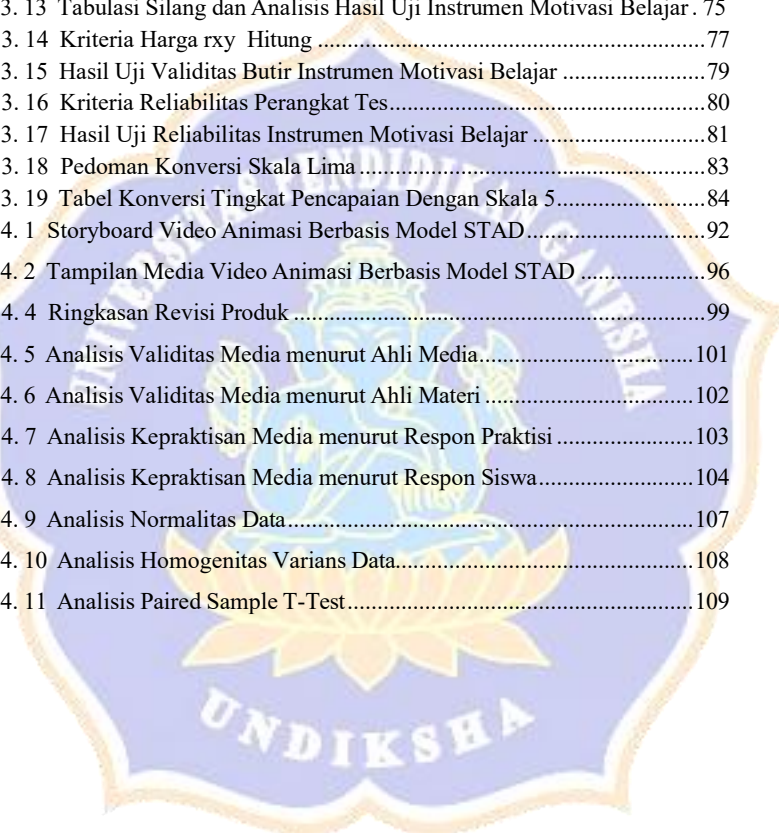 3. 13 Tabulasi Silang dan Analisis Hasil Uji Instrumen Motivasi Belajar . 75
3. 14 Kriteria Harga rxy Hitung ................................................................77
3. 15 Hasil Uji Validitas Butir Instrumen Motivasi Belajar ..........................79
3. 16 Kriteria Reliabilitas Perangkat Tes.....................................................80
3. 17 Hasil Uji Reliabilitas Instrumen Motivasi Belajar ...............................81
3. 18 Pedoman Konversi Skala Lima..........................................................83
3. 19 Tabel Konversi Tingkat Pencapaian Dengan Skala 5...........................84
4. 1 Storyboard Video Animasi Berbasis Model STAD................................92
4. 2 Tampilan Media Video Animasi Berbasis Model STAD ......................96
4. 4 Ringkasan Revisi Produk ....................................................................99
4. 5 Analisis Validitas Media menurut Ahli Media.....................................101
4. 6 Analisis Validitas Media menurut Ahli Materi ....................................102
4. 7 Analisis Kepraktisan Media menurut Respon Praktisi .........................103
4. 8 Analisis Kepraktisan Media menurut Respon Siswa............................104
4. 9 Analisis Normalitas Data....................................................................107
4. 10 Analisis Homogenitas Varians Data..................................................108
4. 11 Analisis Paired Sample T-Test..........................................................109
UNIVERSITAS PENDIDIKAN GANESHA
UNDIKSHA